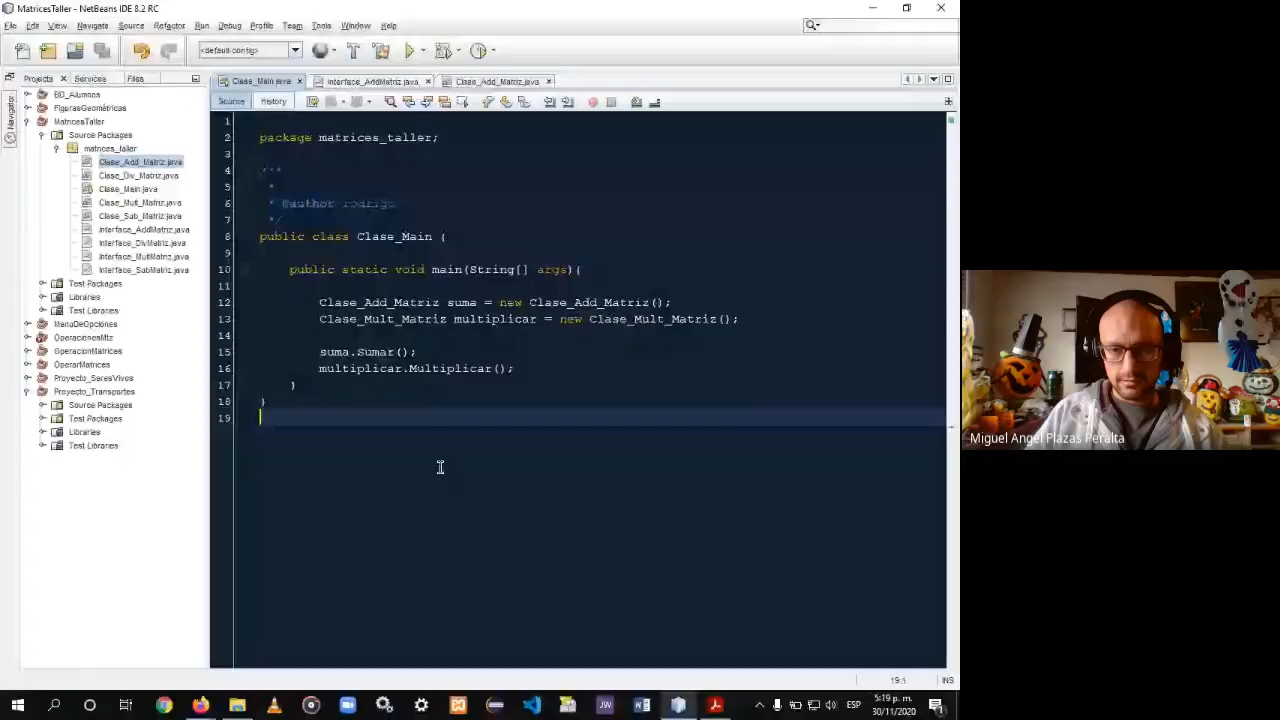 MatricesTaller - NetBeans IDE 8.2 RC
File Edit View Navigate Source Refactor Run Debug Profile Team Tools Window Help
<default config>
Projects Services Files
Clase_Main.java Interface_AddMatriz.java Clase_Add_Matriz.java
Source History
Navigator
BD_Alumnos
FigurasGeométricas
MatricesTaller
Source Packages
matrices_taller
Clase_Add_Matriz.java
Clase_Div_Matriz.java
Clase_Main.java
Clase_Mult_Matriz.java
Clase_Sub_Matriz.java
Interface_AddMatriz.java
Interface_DivMatriz.java
Interface_MultMatriz.java
Interface_SubMatriz.java
Test Packages
Libraries
Test Libraries
MenuDeOpciones
OperacionesMtz
OperacionMatrices
OperarMatrices
Proyecto_SeresVivos
Proyecto_Transportes
Source Packages
Test Packages
Libraries
Test Libraries
1
2 package matrices_taller;
3
4 /**
5 *
6 * @author rodrigo
7 */
8 public class Clase_Main {
9
10 public static void main(String[] args){
11
12 Clase_Add_Matriz suma = new Clase_Add_Matriz();
13 Clase_Mult_Matriz multiplicar = new Clase_Mult_Matriz();
14
15 suma.Sumar();
16 multiplicar.Multiplicar();
17 }
18 }
19
Miguel Angel Plazas Peralta
19:1 INS
JW
ESP
5:19 p. m.
30/11/2020
1